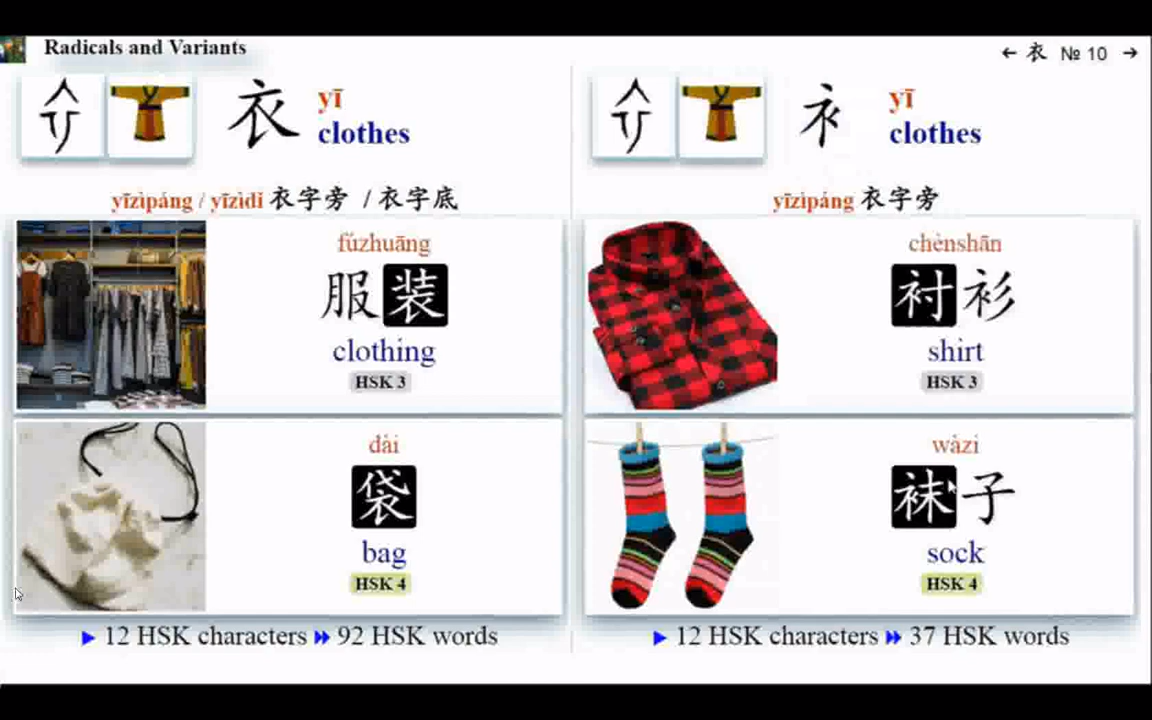 Radicals and Variants
← 衣 № 10 →
衣 yī
clothes
yīzìpáng / yīzìdǐ 衣字旁 / 衣字底
fúzhuāng
服装
clothing
HSK 3
dài
袋
bag
HSK 4
▶ 12 HSK characters ▶▶ 92 HSK words
衤 yī
clothes
yīzìpáng 衣字旁
chènshān
衬衫
shirt
HSK 3
wàzi
袜子
sock
HSK 4
▶ 12 HSK characters ▶▶ 37 HSK words